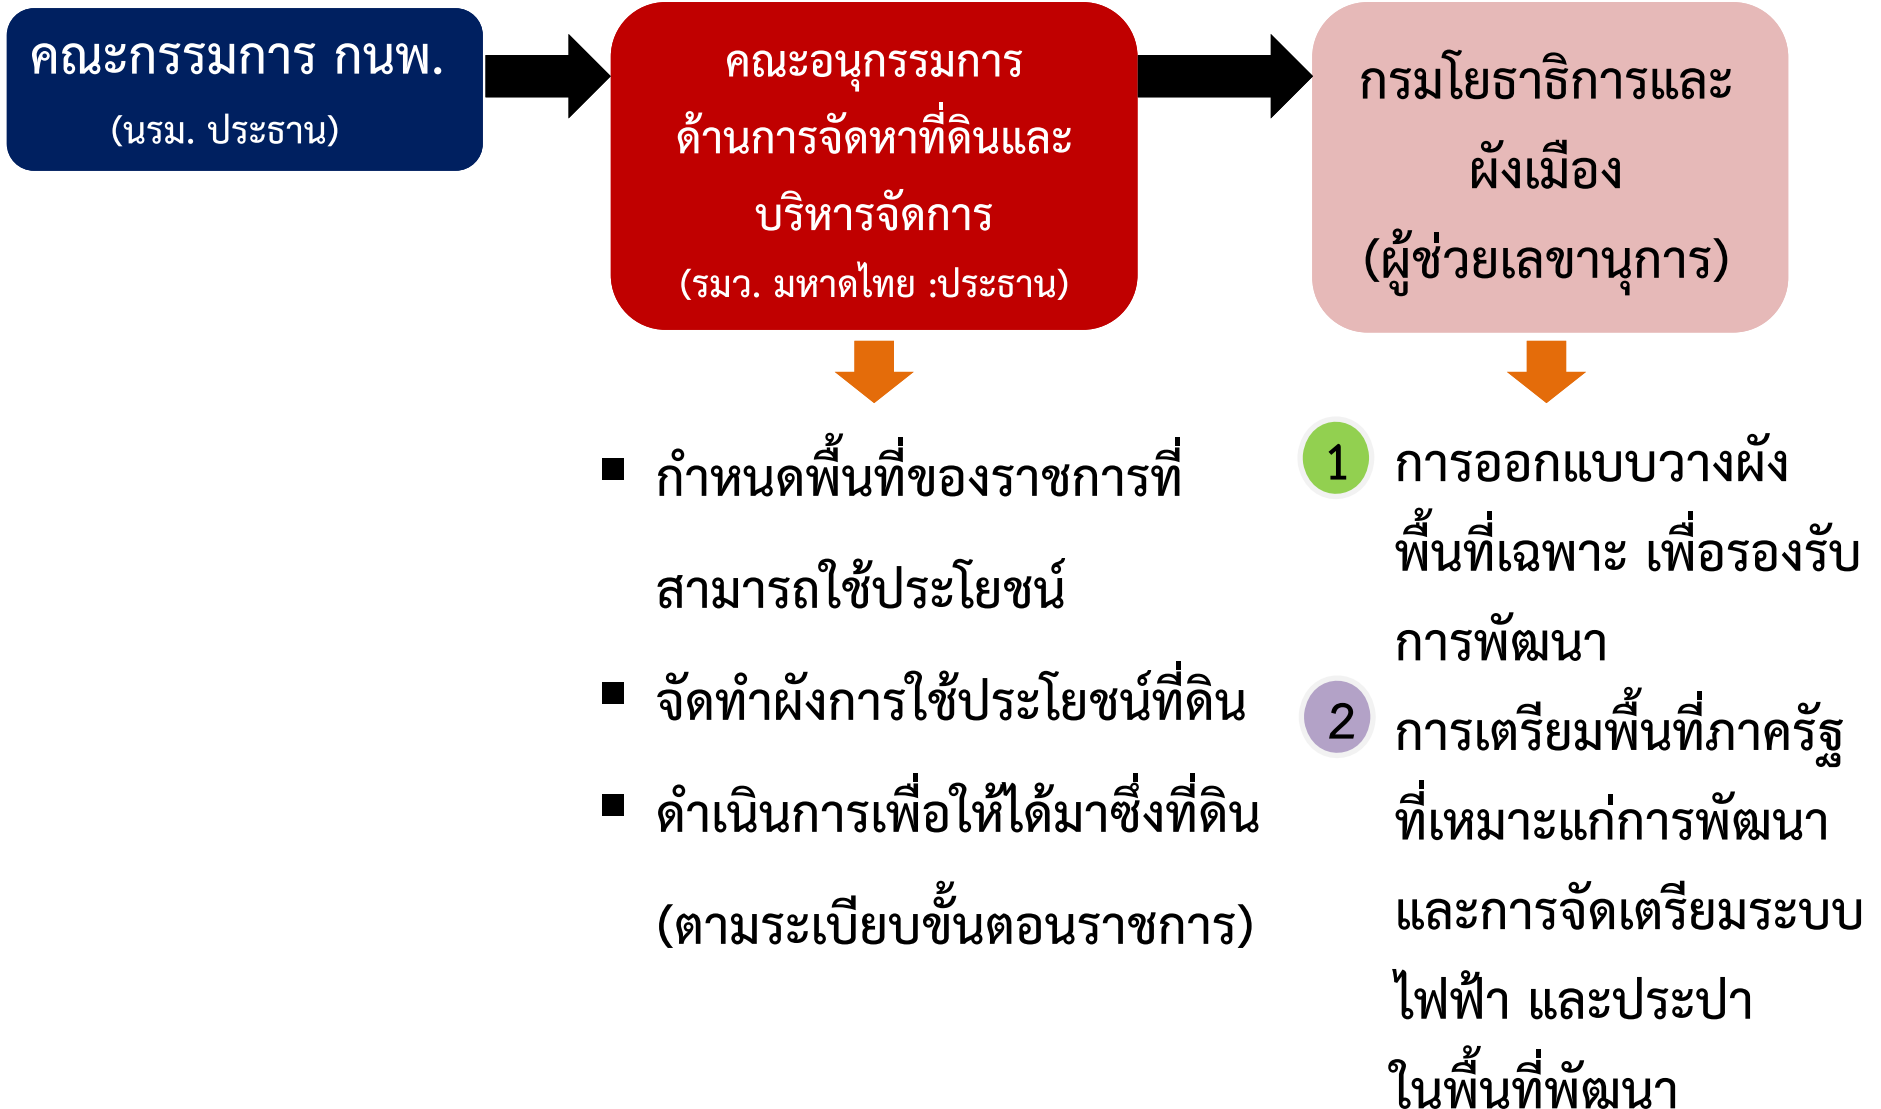 คณะกรรมการ กนพ.
(นรม. ประธาน)
คณะอนุกรรมการ
ด้านการจัดหาที่ดินและ
บริหารจัดการ
(รมว. มหาดไทย :ประธาน)
กรมโยธาธิการและ
ผังเมือง
(ผู้ช่วยเลขานุการ)
▪ กำหนดพื้นที่ของราชการที่
สามารถใช้ประโยชน์
▪ จัดทำผังการใช้ประโยชน์ที่ดิน
▪ ดำเนินการเพื่อให้ได้มาซึ่งที่ดิน
(ตามระเบียบขั้นตอนราชการ)
1 การออกแบบวางผัง
พื้นที่เฉพาะ เพื่อรองรับ
การพัฒนา
2 การเตรียมพื้นที่ภาครัฐ
ที่เหมาะแก่การพัฒนา
และการจัดเตรียมระบบ
ไฟฟ้า และประปา
ในพื้นที่พัฒนา